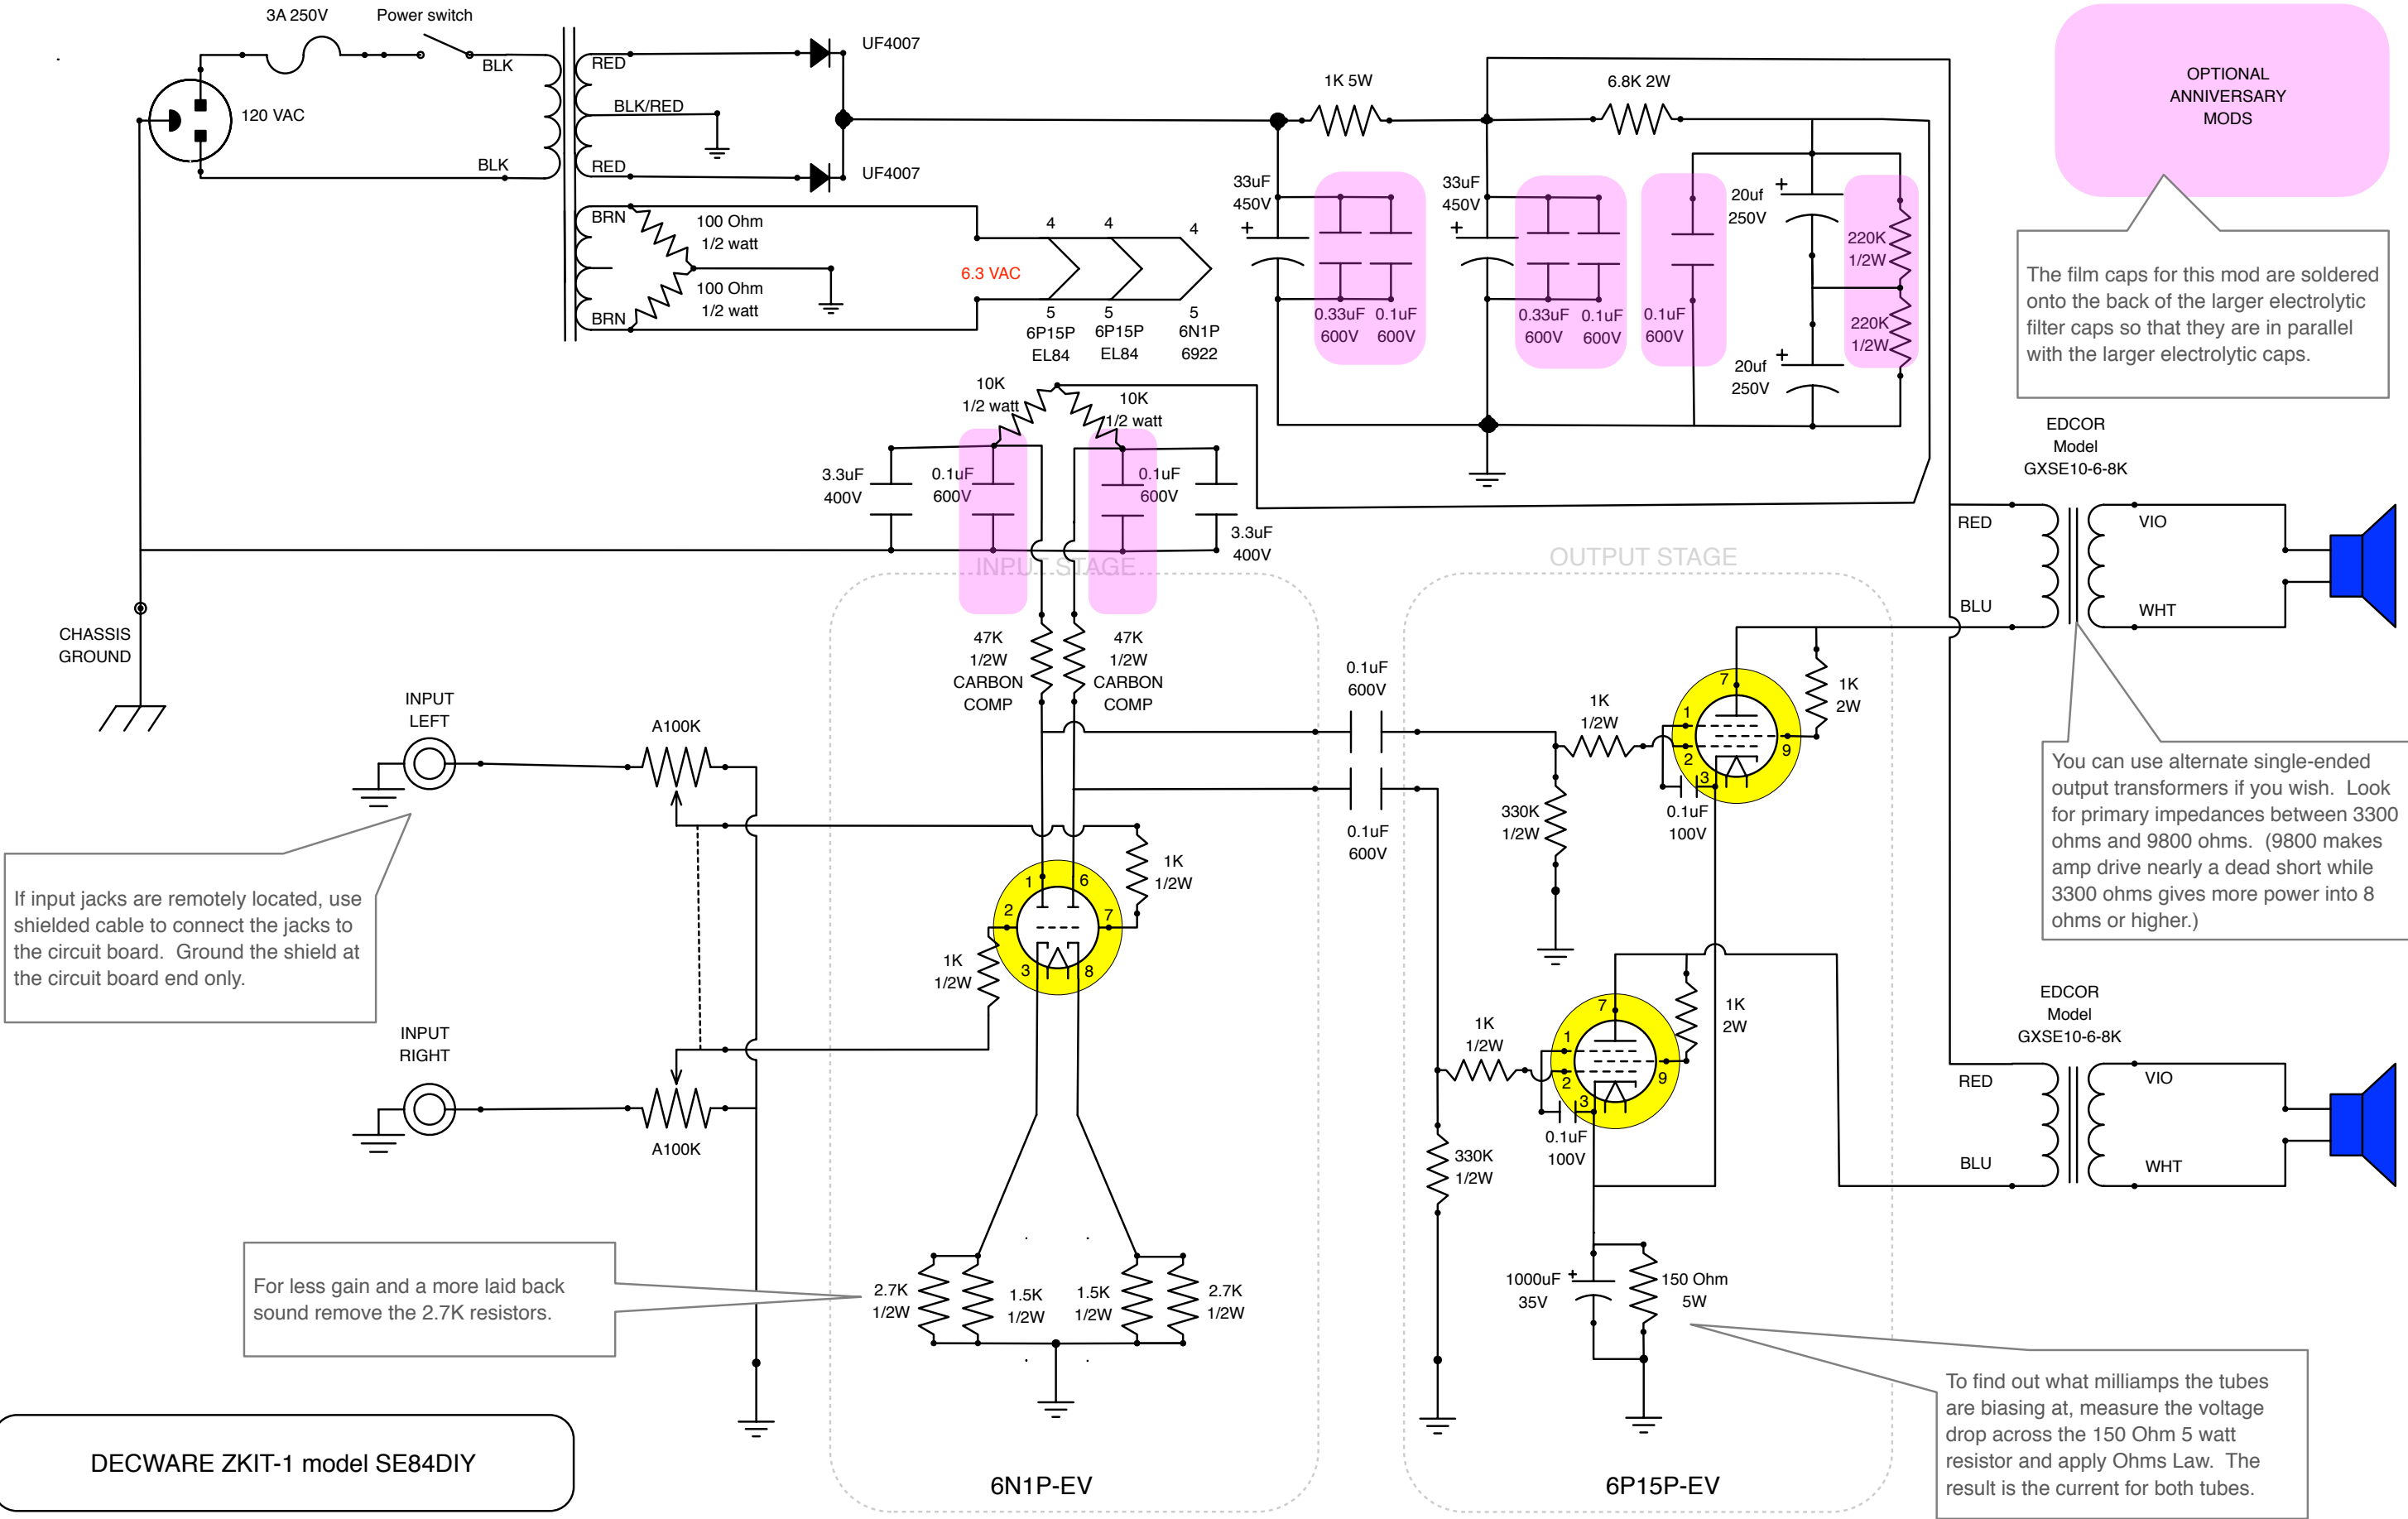 3A 250V
Power switch
BLK
120 VAC
BLK
RED
BLK/RED
RED
UF4007
UF4007
BRN
100 Ohm
1/2 watt
100 Ohm
1/2 watt
BRN
6.3 VAC
4
4
4
5
6P15P
EL84
5
6P15P
EL84
5
6N1P
6922
1K 5W
6.8K 2W
33uF
450V
+
0.33uF
600V
0.1uF
600V
33uF
450V
+
0.33uF
600V
0.1uF
600V
0.1uF
600V
20uf
250V
+
20uf
250V
+
220K
1/2W
220K
1/2W
OPTIONAL
ANNIVERSARY
MODS
The film caps for this mod are soldered
onto the back of the larger electrolytic
filter caps so that they are in parallel
with the larger electrolytic caps.
10K
1/2 watt
10K
1/2 watt
3.3uF
400V
0.1uF
600V
0.1uF
600V
3.3uF
400V
INPUT STAGE
OUTPUT STAGE
EDCOR
Model
GXSE10-6-8K
RED
BLU
VIO
WHT
CHASSIS
GROUND
INPUT
LEFT
A100K
47K
1/2W
CARBON
COMP
47K
1/2W
CARBON
COMP
0.1uF
600V
0.1uF
600V
1K
1/2W
330K
1/2W
7
1
2
3
9
0.1uF
100V
1K
2W
You can use alternate single-ended
output transformers if you wish. Look
for primary impedances between 3300
ohms and 9800 ohms. (9800 makes
amp drive nearly a dead short while
3300 ohms gives more power into 8
ohms or higher.)
If input jacks are remotely located, use
shielded cable to connect the jacks to
the circuit board. Ground the shield at
the circuit board end only.
1
6
2
7
3
8
1K
1/2W
1K
1/2W
INPUT
RIGHT
A100K
1K
1/2W
330K
1/2W
7
1
2
3
9
0.1uF
100V
1K
2W
EDCOR
Model
GXSE10-6-8K
RED
BLU
VIO
WHT
For less gain and a more laid back
sound remove the 2.7K resistors.
2.7K
1/2W
1.5K
1/2W
1.5K
1/2W
2.7K
1/2W
1000uF
35V
+
150 Ohm
5W
To find out what milliamps the tubes
are biasing at, measure the voltage
drop across the 150 Ohm 5 watt
resistor and apply Ohms Law. The
result is the current for both tubes.
DECWARE ZKIT-1 model SE84DIY
6N1P-EV
6P15P-EV